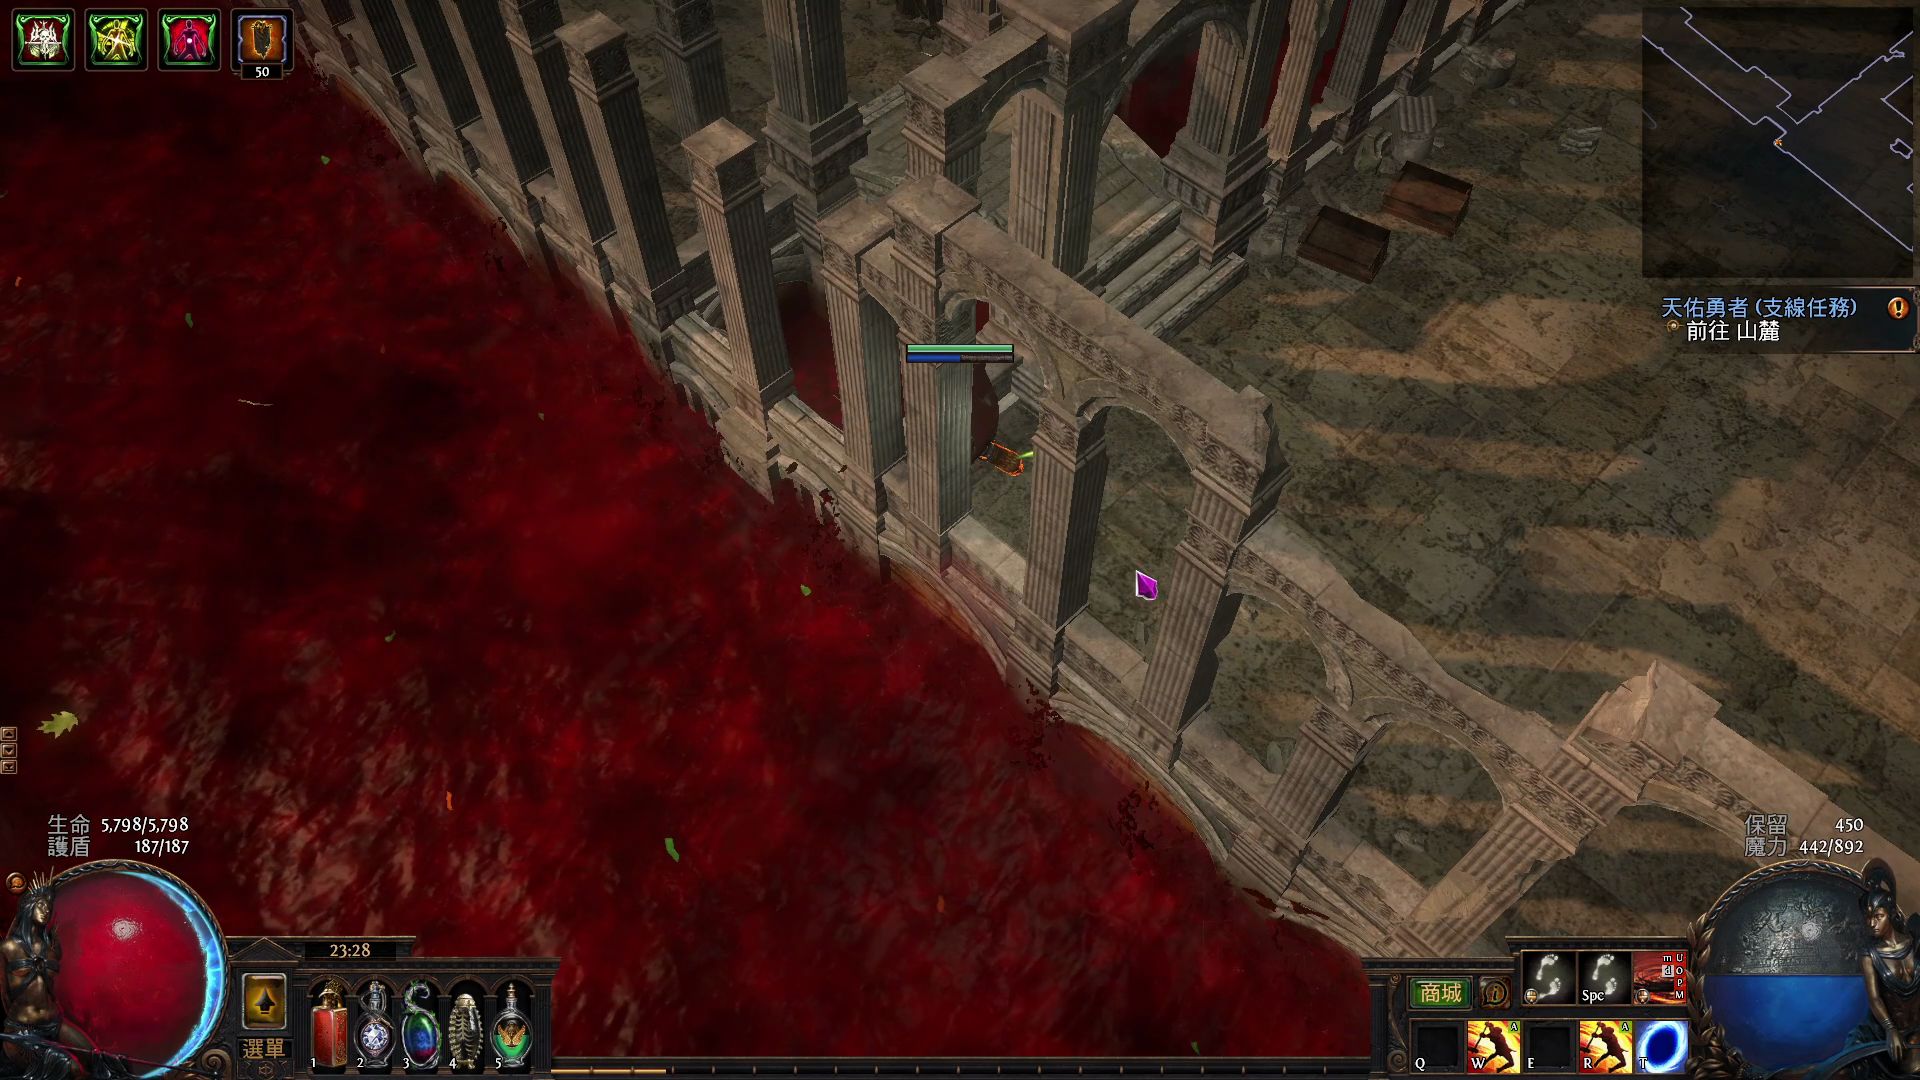 50
天佑勇者 (支線任務)
前往 山麓
生命 5,798/5,798
護盾 187/187
保留 450
魔力 442/892
23:28
選單
1 2 3 4 5
商城
Spc
m U
d O
P
M
Q W A E R A T